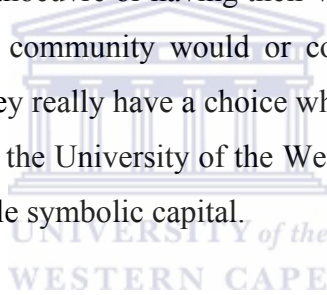 community would or co
ey really have a choice wh
the University of the We
le symbolic capital.
UNIVERSITY of the
WESTERN CAPE